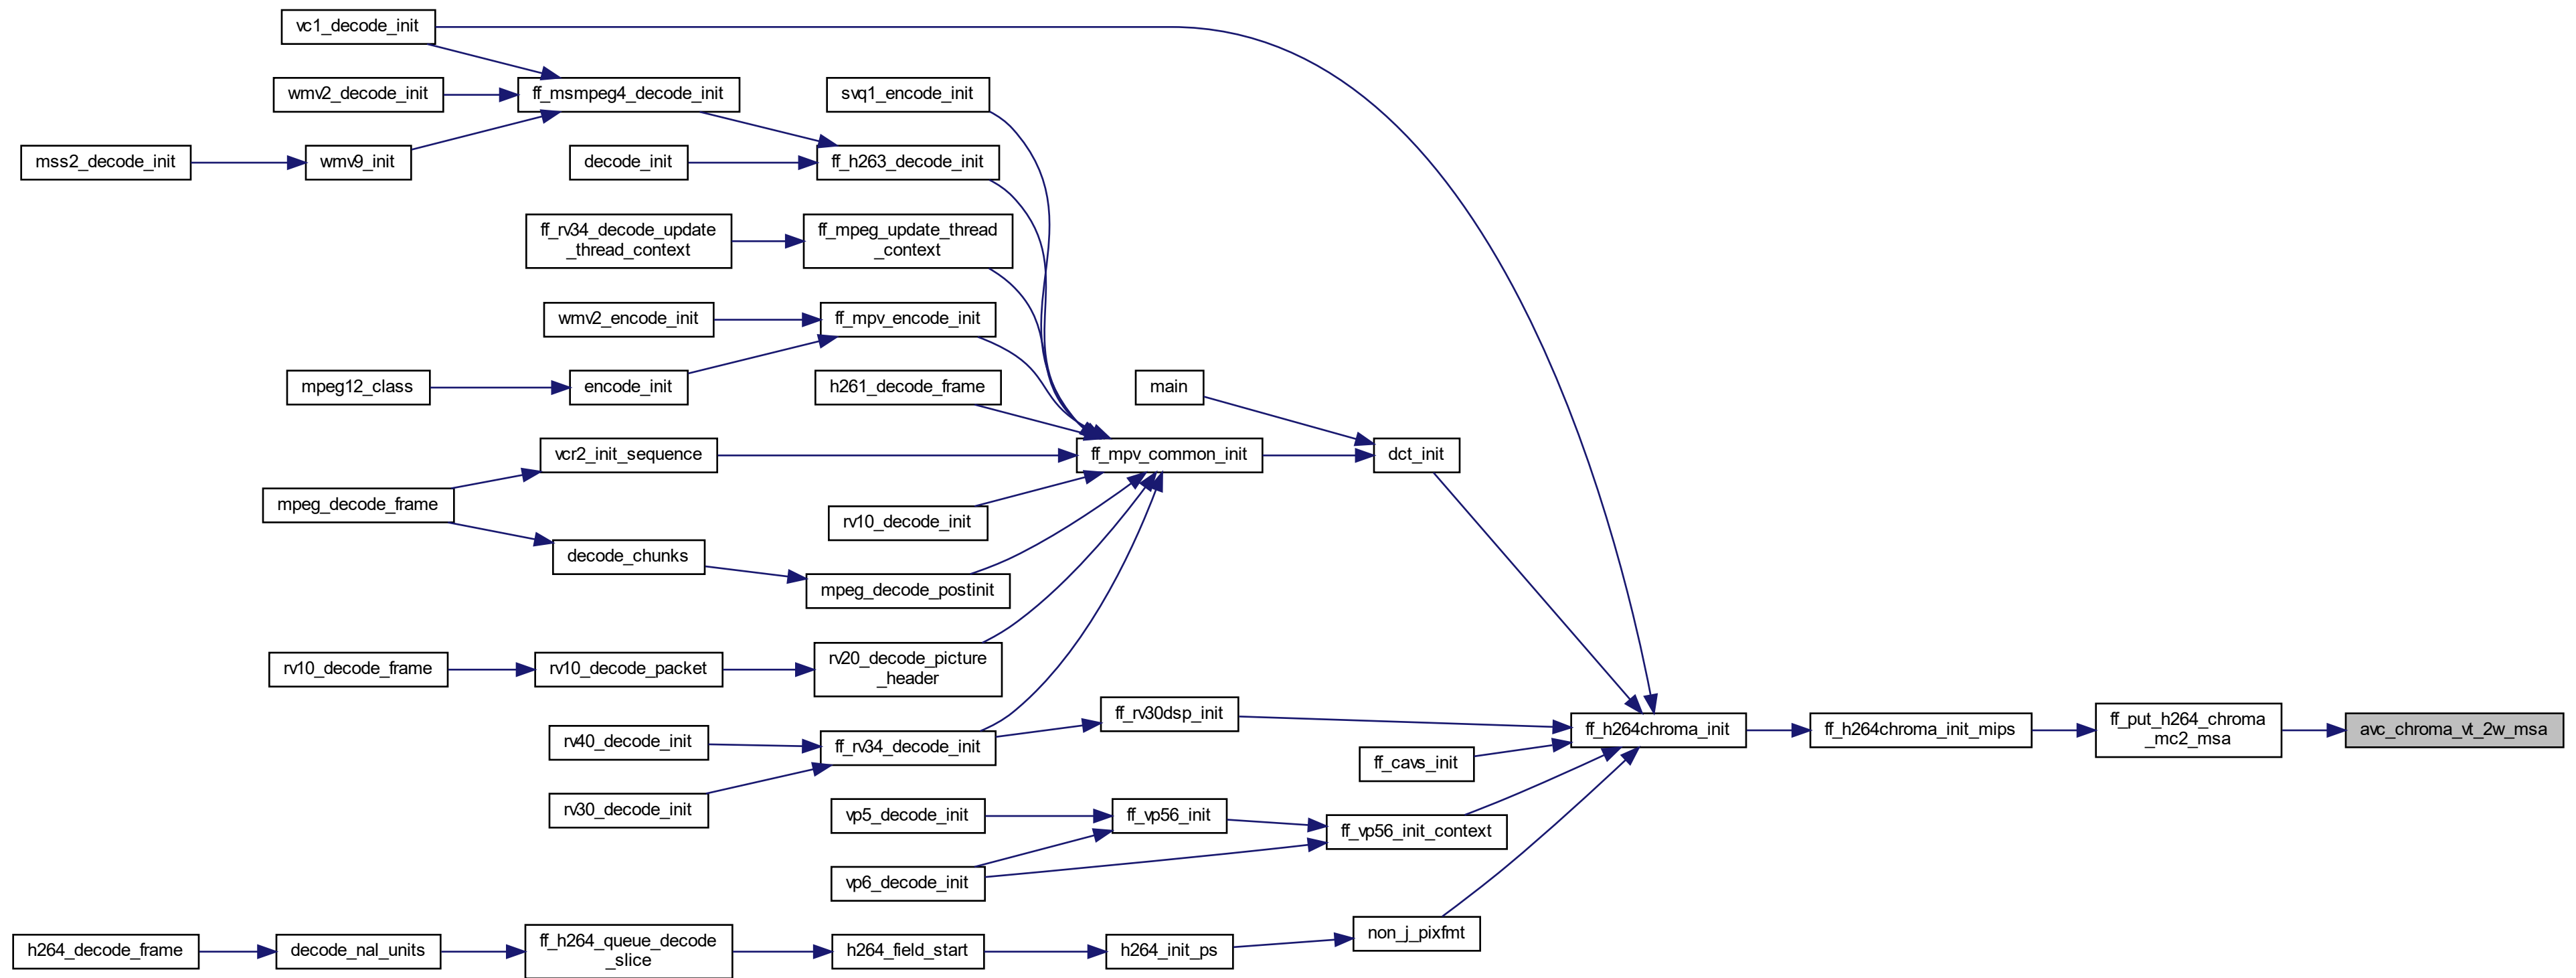 vc1_decode_init
wmv2_decode_init
ff_msmpeg4_decode_init
svq1_encode_init
mss2_decode_init
wmv9_init
decode_init
ff_h263_decode_init
ff_rv34_decode_update
_thread_context
ff_mpeg_update_thread
_context
wmv2_encode_init
ff_mpv_encode_init
mpeg12_class
encode_init
h261_decode_frame
main
vcr2_init_sequence
ff_mpv_common_init
dct_init
mpeg_decode_frame
rv10_decode_init
decode_chunks
mpeg_decode_postinit
rv10_decode_frame
rv10_decode_packet
rv20_decode_picture
_header
ff_rv30dsp_init
rv40_decode_init
ff_rv34_decode_init
ff_cavs_init
ff_h264chroma_init
ff_h264chroma_init_mips
ff_put_h264_chroma
_mc2_msa
avc_chroma_vt_2w_msa
rv30_decode_init
vp5_decode_init
ff_vp56_init
ff_vp56_init_context
vp6_decode_init
h264_decode_frame
decode_nal_units
ff_h264_queue_decode
_slice
h264_field_start
h264_init_ps
non_j_pixfmt